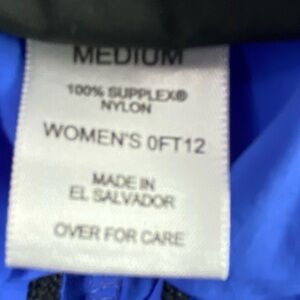 MEDIUM
100% SUPPLEX®
NYLON
WOMEN'S 0FT12
MADE IN
EL SALVADOR
OVER FOR CARE